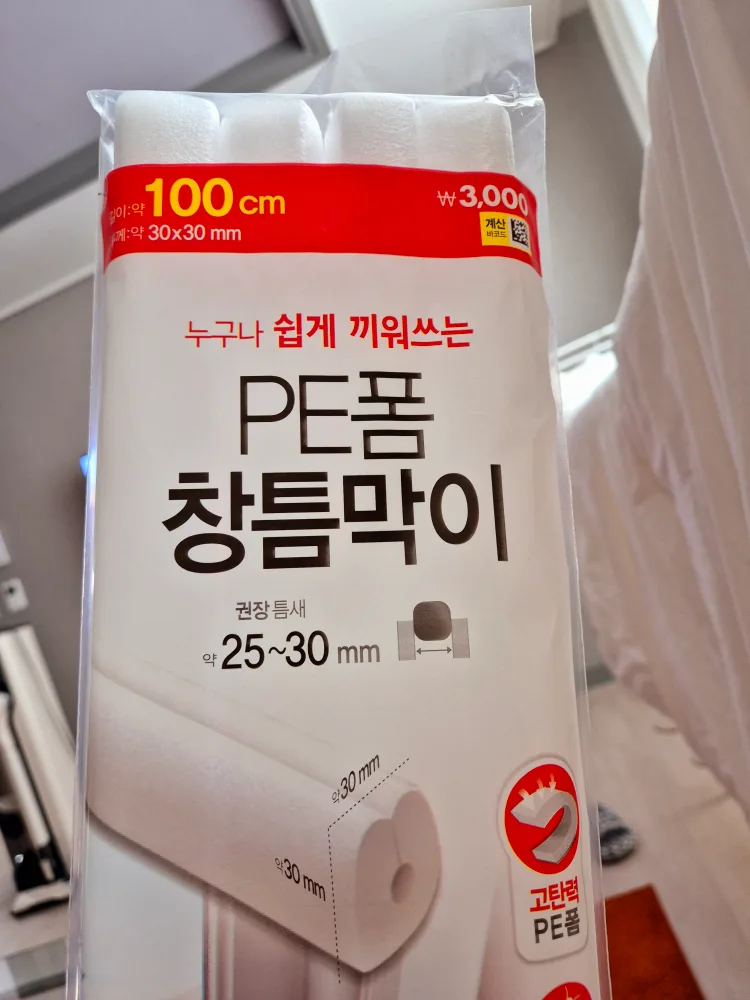 길이:약 100 cm
두께:약 30x30 mm
₩3,000
계산
바코드
누구나 쉽게 끼워쓰는
PE폼
창틈막이
권장 틈새
약 25~30 mm
약30 mm
약30 mm
고탄력
PE폼